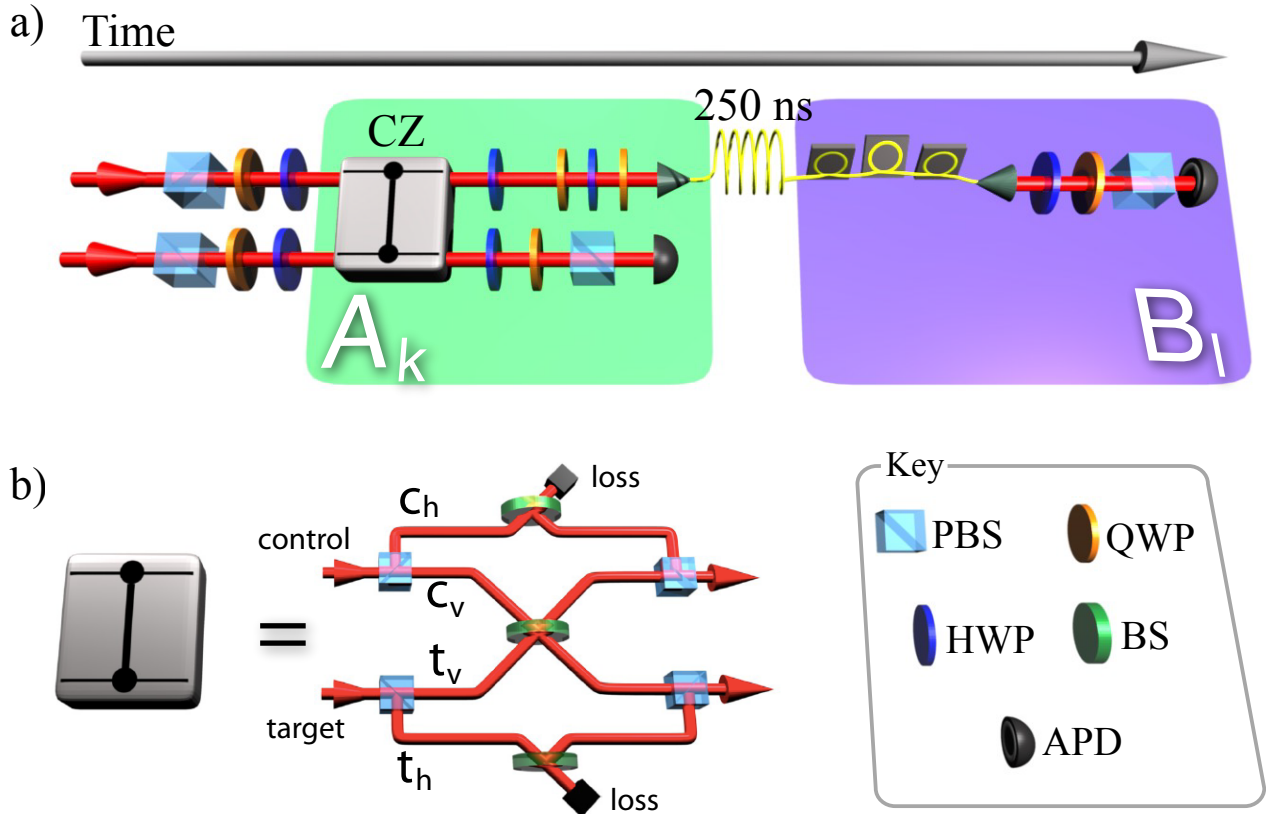 a)
Time
250 ns
CZ
A k
B l
b)
c h
loss
control
c v
=
t v
target
t h
loss
Key
PBS
QWP
HWP
BS
APD